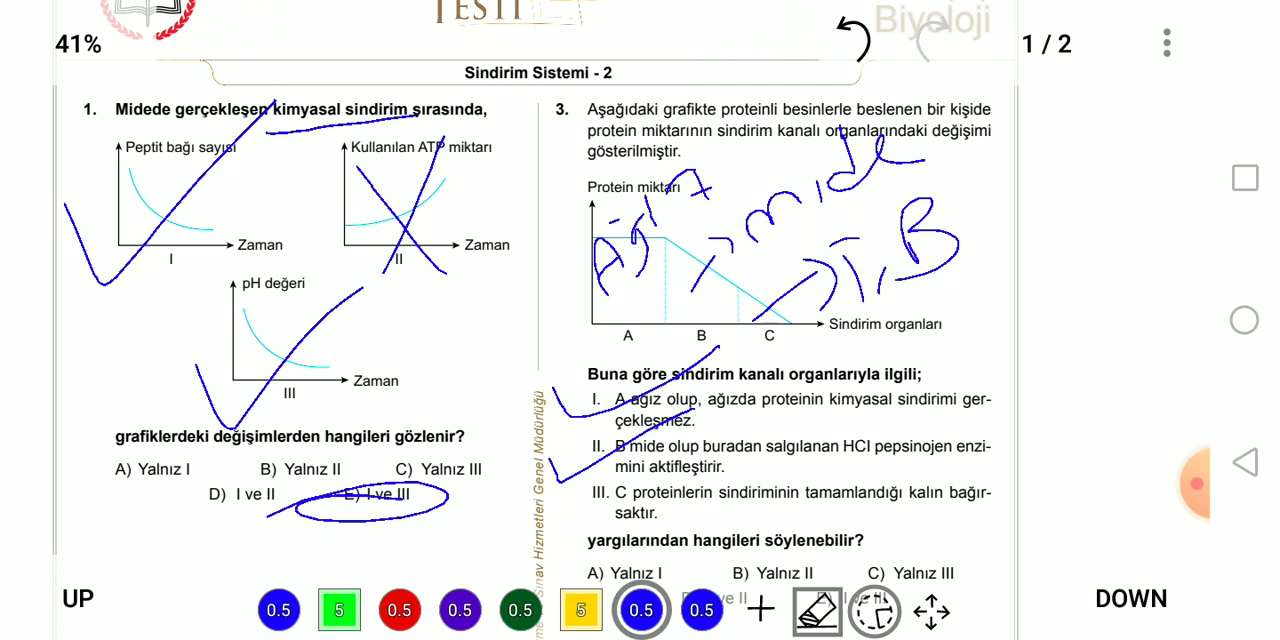 TESTİ
Biyoloji
41%
1 / 2
Sindirim Sistemi - 2
1. Midede gerçekleşen kimyasal sindirim sırasında,
Peptit bağı sayısı
Kullanılan ATP miktarı
Zaman
Zaman
I
II
pH değeri
Zaman
III
grafiklerdeki değişimlerden hangileri gözlenir?
A) Yalnız I B) Yalnız II C) Yalnız III
D) I ve II E) I ve III
Sınav Hizmetleri Genel Müdürlüğü
3. Aşağıdaki grafikte proteinli besinlerle beslenen bir kişide
protein miktarının sindirim kanalı organlarındaki değişimi
gösterilmiştir.
Protein miktarı
Ağız
mide
İ, B
Sindirim organları
A B C
Buna göre sindirim kanalı organlarıyla ilgili;
I. A ağız olup, ağızda proteinin kimyasal sindirimi ger-
çekleşmez.
II. B mide olup buradan salgılanan HCl pepsinojen enzi-
mini aktifleştirir.
III. C proteinlerin sindiriminin tamamlandığı kalın bağır-
saktır.
yargılarından hangileri söylenebilir?
A) Yalnız I B) Yalnız II C) Yalnız III
ve II I ve III
UP
0.5 5 0.5 0.5 0.5 5 0.5 0.5
DOWN